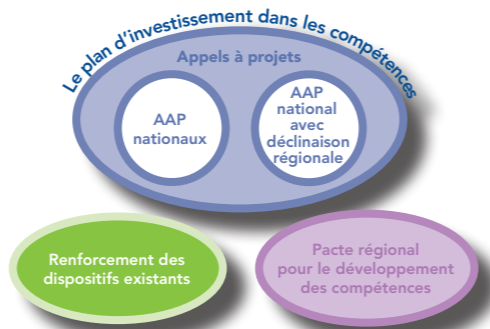 Le plan d'investissement dans les compétences
Appels à projets
AAP
nationaux
AAP
national
avec
déclinaison
régionale
Renforcement des
dispositifs existants
Pacte régional
pour le développement
des compétences